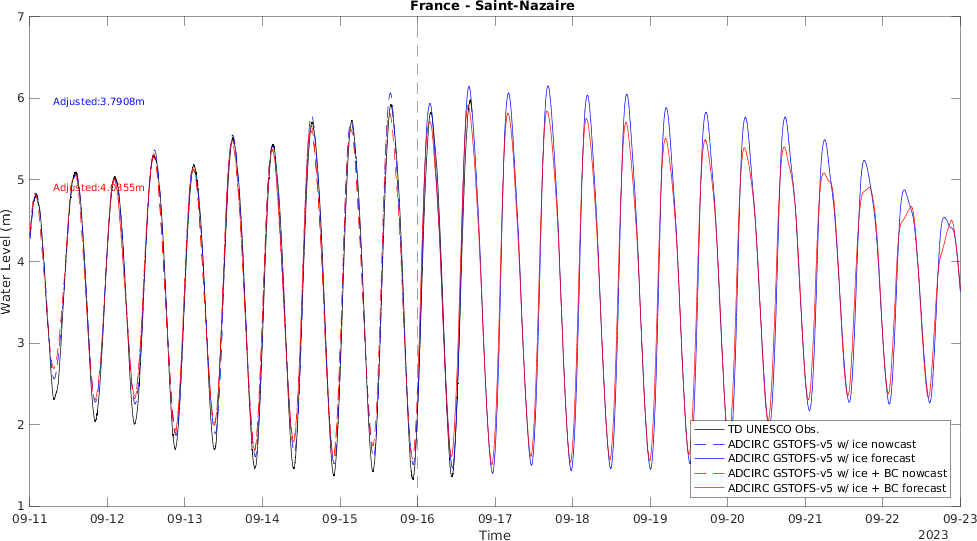 France - Saint-Nazaire
7
6
5
4
3
2
1
Water Level (m)
Adjusted:3.7908m
Adjusted:4.0355m
TD UNESCO Obs.
ADCIRC GSTOFS-v5 w/ ice nowcast
ADCIRC GSTOFS-v5 w/ ice forecast
ADCIRC GSTOFS-v5 w/ ice + BC nowcast
ADCIRC GSTOFS-v5 w/ ice + BC forecast
09-11 09-12 09-13 09-14 09-15 09-16 09-17 09-18 09-19 09-20 09-21 09-22 09-23
Time
2023